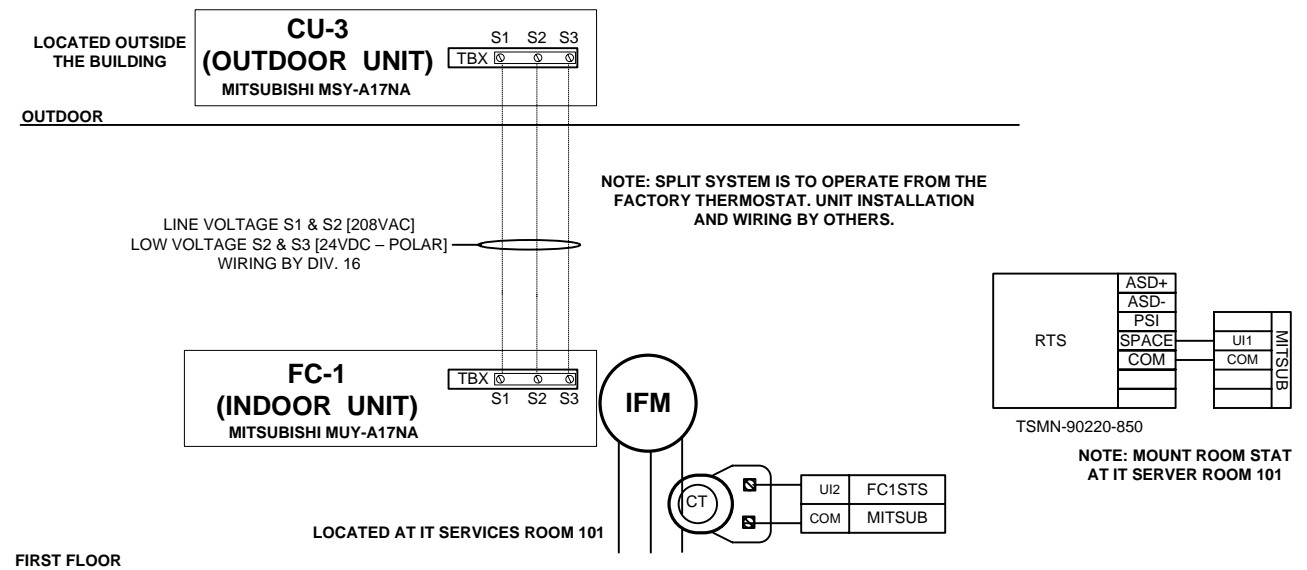 CU-3
(OUTDOOR UNIT)
MITSUBISHI MSY-A17NA
S1 S2 S3
TBX
LOCATED OUTSIDE
THE BUILDING
OUTDOOR
NOTE: SPLIT SYSTEM IS TO OPERATE FROM THE
FACTORY THERMOSTAT. UNIT INSTALLATION
AND WIRING BY OTHERS.
LINE VOLTAGE S1 & S2 [208VAC]
LOW VOLTAGE S2 & S3 [24VDC – POLAR]
WIRING BY DIV. 16
FC-1
(INDOOR UNIT)
MITSUBISHI MUY-A17NA
TBX
S1 S2 S3
IFM
CT
UI2 FC1STS
COM MITSUB
LOCATED AT IT SERVICES ROOM 101
FIRST FLOOR
RTS
ASD+
ASD-
PSI
SPACE
COM
UI1
COM
MITSUB
TSMN-90220-850
NOTE: MOUNT ROOM STAT
AT IT SERVER ROOM 101